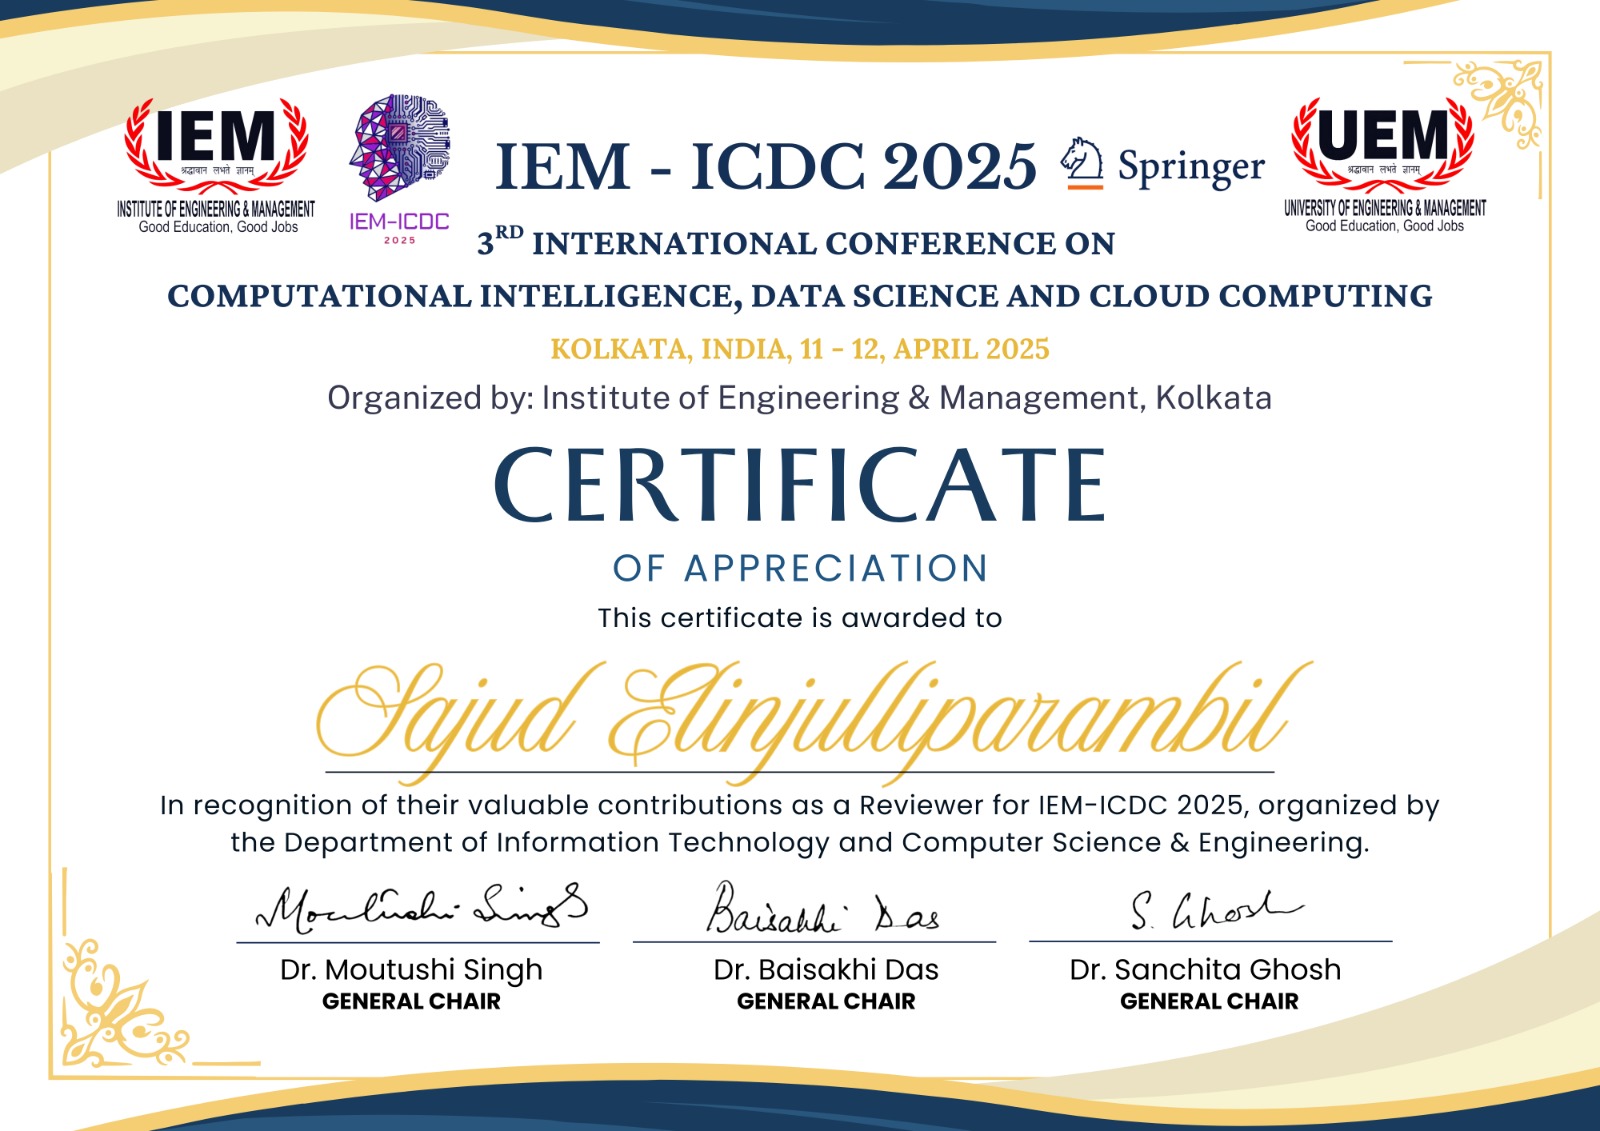 IEM
श्रद्धावान लभते ज्ञानम्
INSTITUTE OF ENGINEERING & MANAGEMENT
Good Education, Good Jobs
IEM-ICDC
2025
IEM - ICDC 2025
Springer
UEM
श्रद्धावान लभते ज्ञानम्
UNIVERSITY OF ENGINEERING & MANAGEMENT
Good Education, Good Jobs
3RD INTERNATIONAL CONFERENCE ON
COMPUTATIONAL INTELLIGENCE, DATA SCIENCE AND CLOUD COMPUTING
KOLKATA, INDIA, 11 - 12, APRIL 2025
Organized by: Institute of Engineering & Management, Kolkata
CERTIFICATE
OF APPRECIATION
This certificate is awarded to
Sajud Elinjulliparambil
In recognition of their valuable contributions as a Reviewer for IEM-ICDC 2025, organized by
the Department of Information Technology and Computer Science & Engineering.
Moutushi Singh
Baisakhi Das
S. Ghosh
Dr. Moutushi Singh
GENERAL CHAIR
Dr. Baisakhi Das
GENERAL CHAIR
Dr. Sanchita Ghosh
GENERAL CHAIR